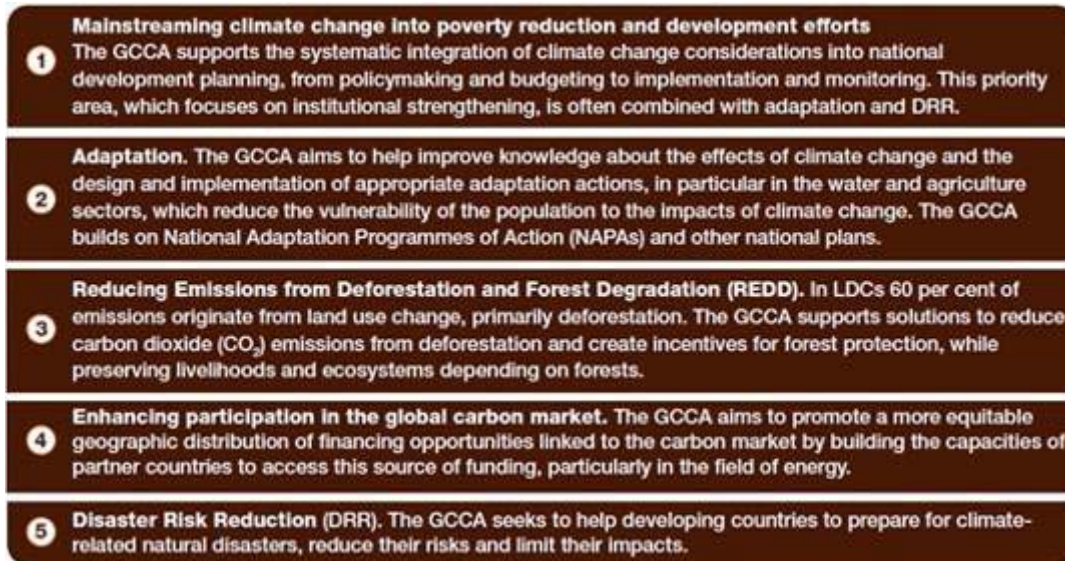 Mainstreaming climate change into poverty reduction and development efforts
1 The GCCA supports the systematic integration of climate change considerations into national
development planning, from policymaking and budgeting to implementation and monitoring. This priority
area, which focuses on institutional strengthening, is often combined with adaptation and DRR.
Adaptation. The GCCA aims to help improve knowledge about the effects of climate change and the
2 design and implementation of appropriate adaptation actions, in particular in the water and agriculture
sectors, which reduce the vulnerability of the population to the impacts of climate change. The GCCA
builds on National Adaptation Programmes of Action (NAPAs) and other national plans.
Reducing Emissions from Deforestation and Forest Degradation (REDD). In LDCs 60 per cent of
3 emissions originate from land use change, primarily deforestation. The GCCA supports solutions to reduce
carbon dioxide (CO₂) emissions from deforestation and create incentives for forest protection, while
preserving livelihoods and ecosystems depending on forests.
Enhancing participation in the global carbon market. The GCCA aims to promote a more equitable
4 geographic distribution of financing opportunities linked to the carbon market by building the capacities of
partner countries to access this source of funding, particularly in the field of energy.
5 Disaster Risk Reduction (DRR). The GCCA seeks to help developing countries to prepare for climate-
related natural disasters, reduce their risks and limit their impacts.